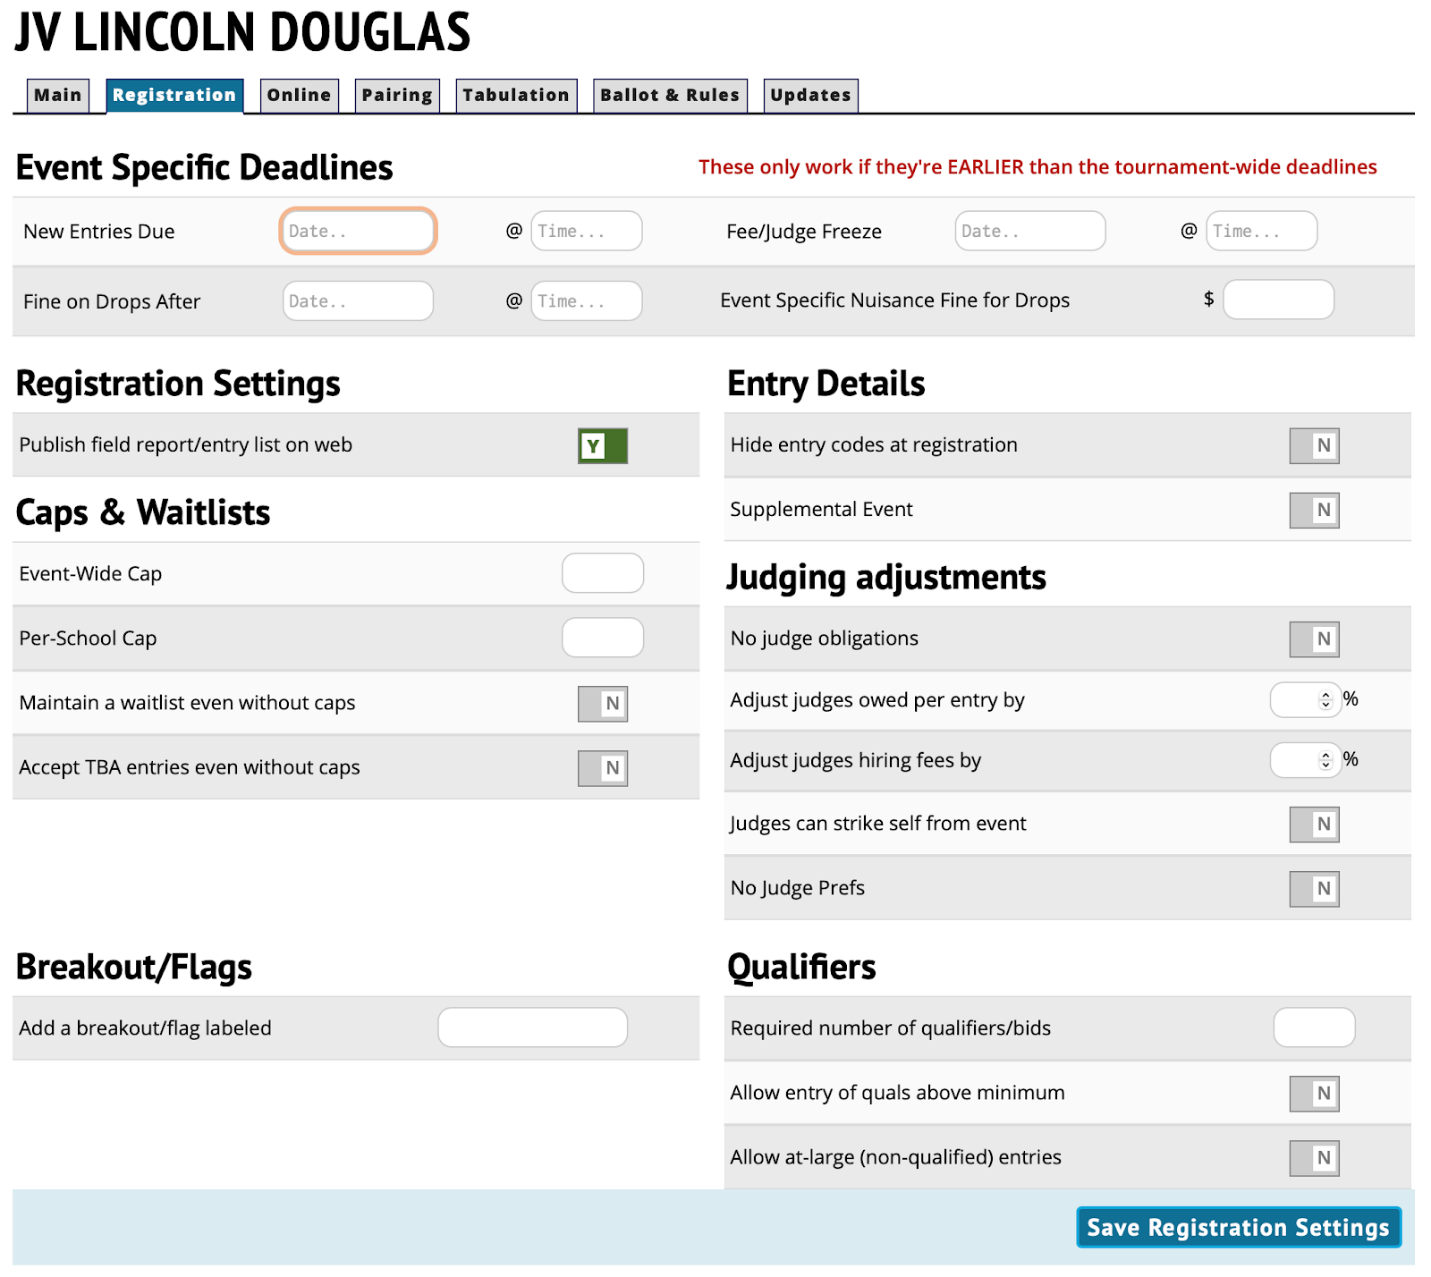 JV LINCOLN DOUGLAS
Main Registration Online Pairing Tabulation Ballot & Rules Updates
Event Specific Deadlines These only work if they're EARLIER than the tournament-wide deadlines
New Entries Due Date.. @ Time... Fee/Judge Freeze Date.. @ Time...
Fine on Drops After Date.. @ Time... Event Specific Nuisance Fine for Drops $
Registration Settings
Publish field report/entry list on web Y
Caps & Waitlists
Event-Wide Cap
Per-School Cap
Maintain a waitlist even without caps N
Accept TBA entries even without caps N
Entry Details
Hide entry codes at registration N
Supplemental Event N
Judging adjustments
No judge obligations N
Adjust judges owed per entry by %
Adjust judges hiring fees by %
Judges can strike self from event N
No Judge Prefs N
Breakout/Flags
Add a breakout/flag labeled
Qualifiers
Required number of qualifiers/bids
Allow entry of quals above minimum N
Allow at-large (non-qualified) entries N
Save Registration Settings